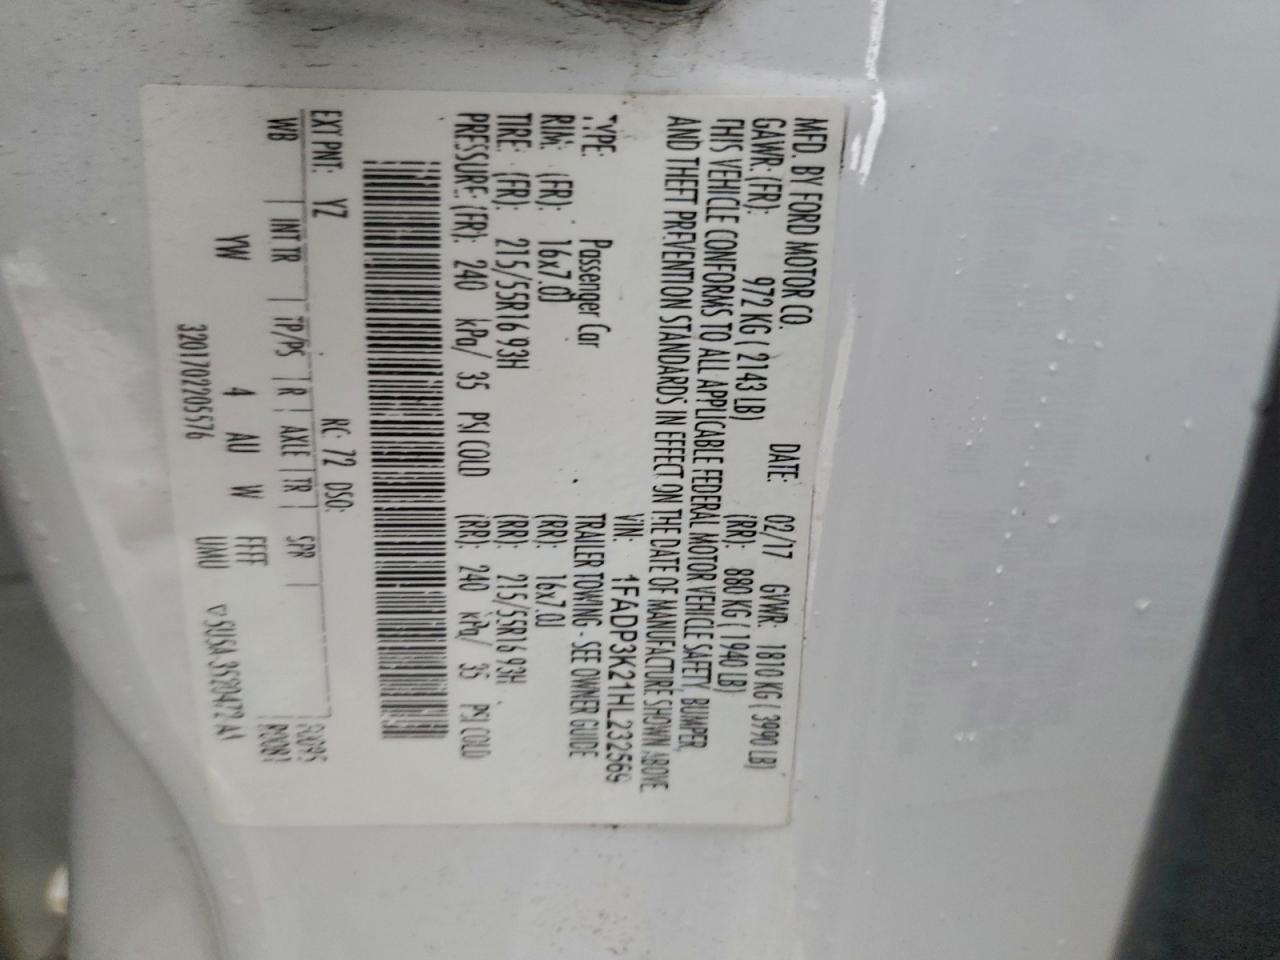 MFD. BY FORD MOTOR CO.
DATE: 02/17 GVWR: 1810 KG ( 3990 LB)
GAWR: (FR): 972 KG ( 2143 LB) (RR): 880 KG ( 1940 LB)
THIS VEHICLE CONFORMS TO ALL APPLICABLE FEDERAL MOTOR VEHICLE SAFETY, BUMPER,
AND THEFT PREVENTION STANDARDS IN EFFECT ON THE DATE OF MANUFACTURE SHOWN ABOVE.
VIN: 1FADP3K21HL232569
TYPE: Passenger Car TRAILER TOWING - SEE OWNER GUIDE
RIM: (FR): 16x7.0J (RR): 16x7.0J
TIRE: (FR): 215/55R16 93H (RR): 215/55R16 93H
PRESSURE: (FR): 240 kPa/ 35 PSI COLD (RR): 240 kPa/ 35 PSI COLD
EXT PNT: YZ RC: 72 DSO:
WB INT TR TP/PS R AXLE TR SPR
YW 4 AU W FFFF
3201702205576 UMU